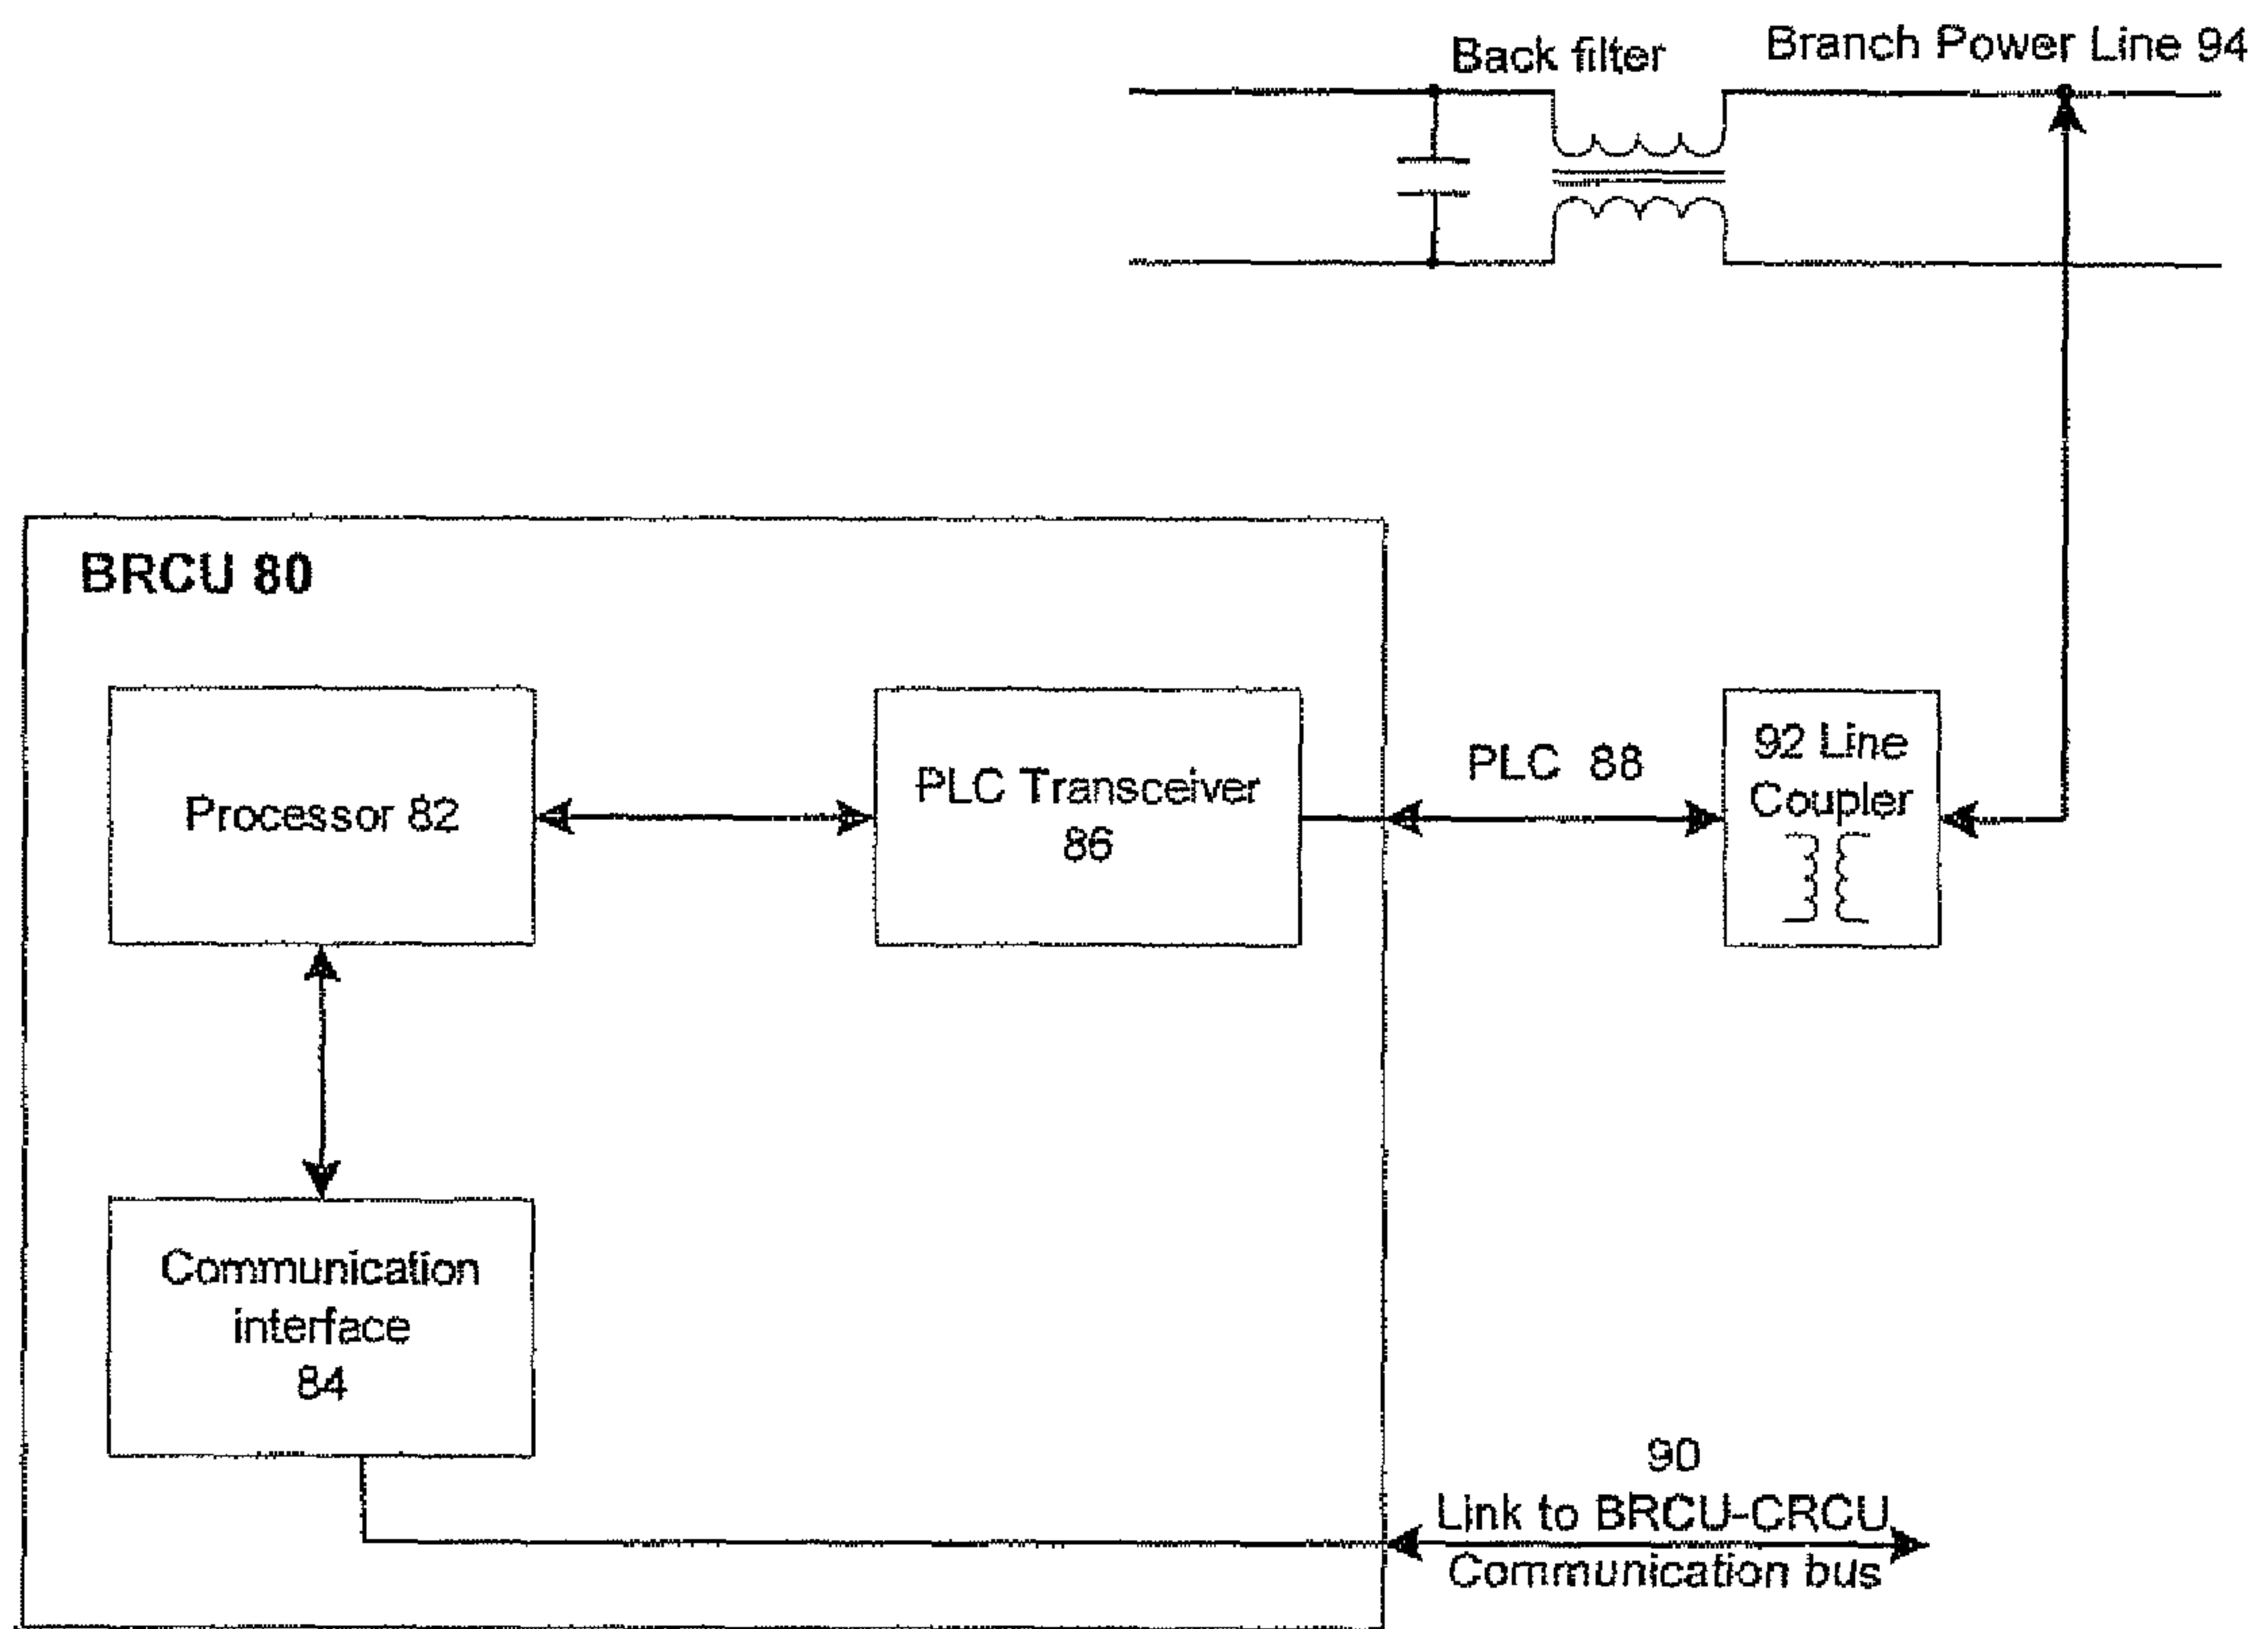 Back filter
Branch Power Line 94
BRCU 80
Processor 82
PLC Transceiver
86
PLC 88
92 Line
Coupler
Communication
interface
84
90
Link to BRCU-CRCU
Communication bus